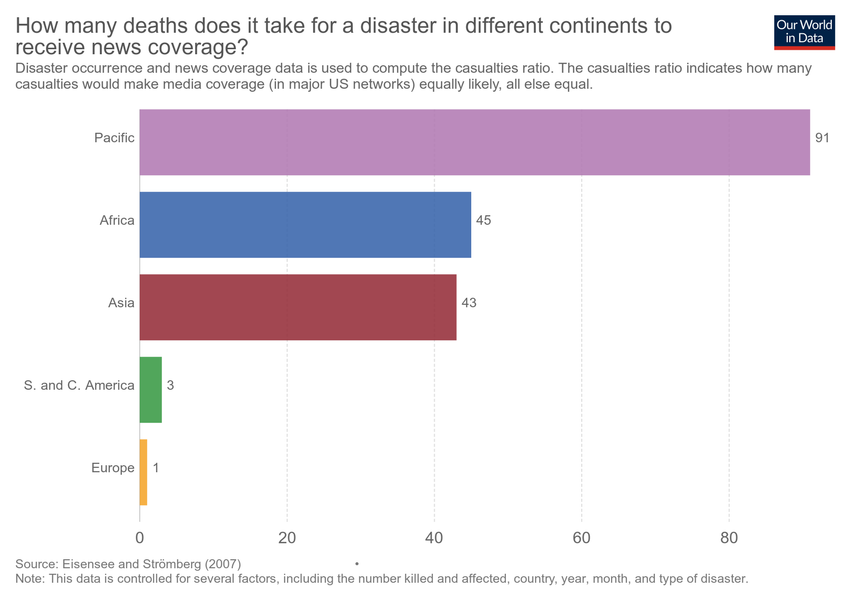 How many deaths does it take for a disaster in different continents to
receive news coverage?
Our World
in Data
Disaster occurrence and news coverage data is used to compute the casualties ratio. The casualties ratio indicates how many
casualties would make media coverage (in major US networks) equally likely, all else equal.
Pacific 91
Africa 45
Asia 43
S. and C. America 3
Europe 1
0 20 40 60 80
Source: Eisensee and Strömberg (2007) •
Note: This data is controlled for several factors, including the number killed and affected, country, year, month, and type of disaster.